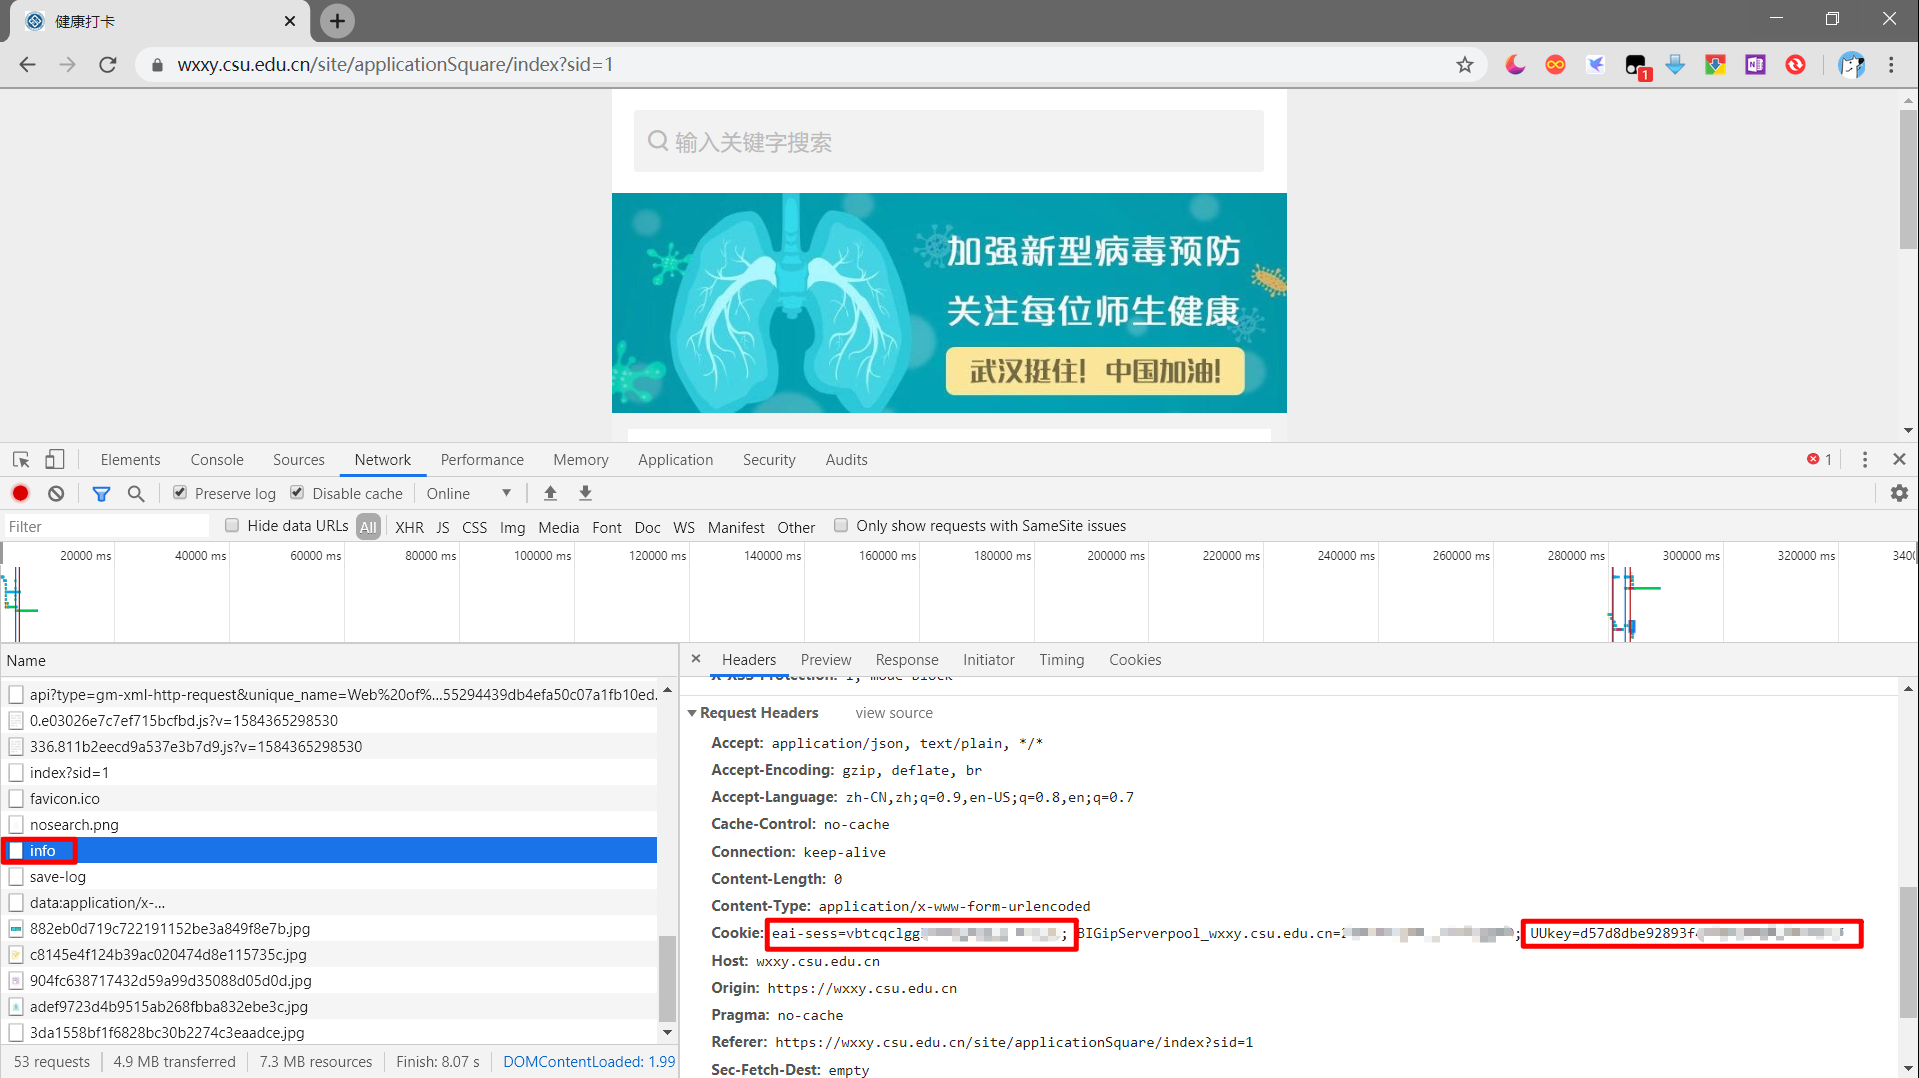 健康打卡
wxxy.csu.edu.cn/site/applicationSquare/index?sid=1
1
输入关键字搜索
加强新型病毒预防
关注每位师生健康
武汉挺住！中国加油!
Elements Console Sources Network Performance Memory Application Security Audits 1
Preserve log Disable cache Online
Filter Hide data URLs All XHR JS CSS Img Media Font Doc WS Manifest Other Only show requests with SameSite issues
20000 ms 40000 ms 60000 ms 80000 ms 100000 ms 120000 ms 140000 ms 160000 ms 180000 ms 200000 ms 220000 ms 240000 ms 260000 ms 280000 ms 300000 ms 320000 ms 3400
Name
api?type=gm-xml-http-request&unique_name=Web%20of%...55294439db4efa50c07a1fb10ed.
0.e03026e7c7ef715bcfbd.js?v=1584365298530
336.811b2eecd9a537e3b7d9.js?v=1584365298530
index?sid=1
favicon.ico
nosearch.png
info
save-log
data:application/x-...
882eb0d719c722191152be3a849f8e7b.jpg
c8145e4f124b39ac020474d8e115735c.jpg
904fc638717432d59a99d35088d05d0d.jpg
adef9723d4b9515ab268fbba832ebe3c.jpg
3da1558bf1f6828bc30b2274c3eaadce.jpg
53 requests 4.9 MB transferred 7.3 MB resources Finish: 8.07 s DOMContentLoaded: 1.99
Headers Preview Response Initiator Timing Cookies
X-XSS-Protection: 1, mode=block
Request Headers view source
Accept: application/json, text/plain, */*
Accept-Encoding: gzip, deflate, br
Accept-Language: zh-CN,zh;q=0.9,en-US;q=0.8,en;q=0.7
Cache-Control: no-cache
Connection: keep-alive
Content-Length: 0
Content-Type: application/x-www-form-urlencoded
Cookie: eai-sess=vbtcqclgg ; BIGipServerpool_wxxy.csu.edu.cn=2 ; UUkey=d57d8dbe92893f
Host: wxxy.csu.edu.cn
Origin: https://wxxy.csu.edu.cn
Pragma: no-cache
Referer: https://wxxy.csu.edu.cn/site/applicationSquare/index?sid=1
Sec-Fetch-Dest: empty